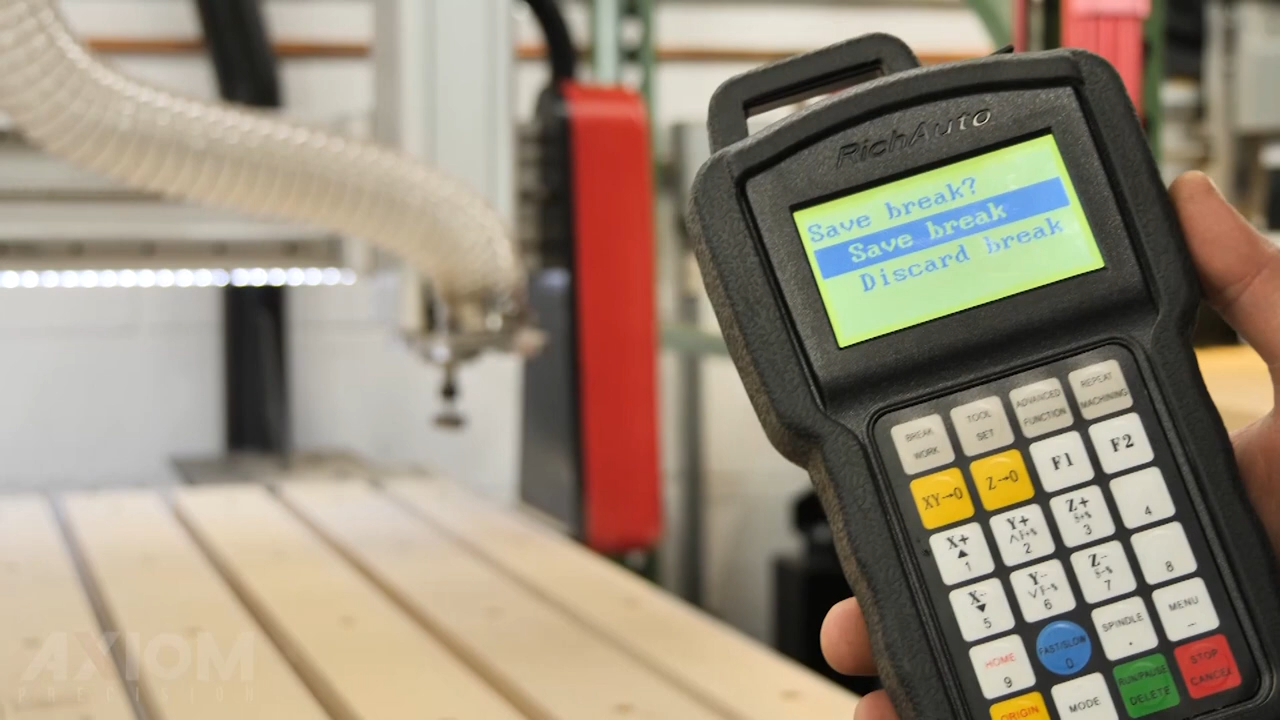 RichAuto
Save break?
Save break
Discard break
BREAK WORK
TOOL SET
ADVANCED FUNCTION
REPEAT MACHINING
XY→0
Z→0
F1
F2
X+
▲
1
Y+
2
Z+
3
4
X-
▼
5
Y-
6
Z-
7
8
HOME
9
FAST/SLOW
0
SPINDLE
.
MENU
–
ORIGIN
MODE
RUN/PAUSE
DELETE
STOP
CANCEL
AXIOM
PRECISION